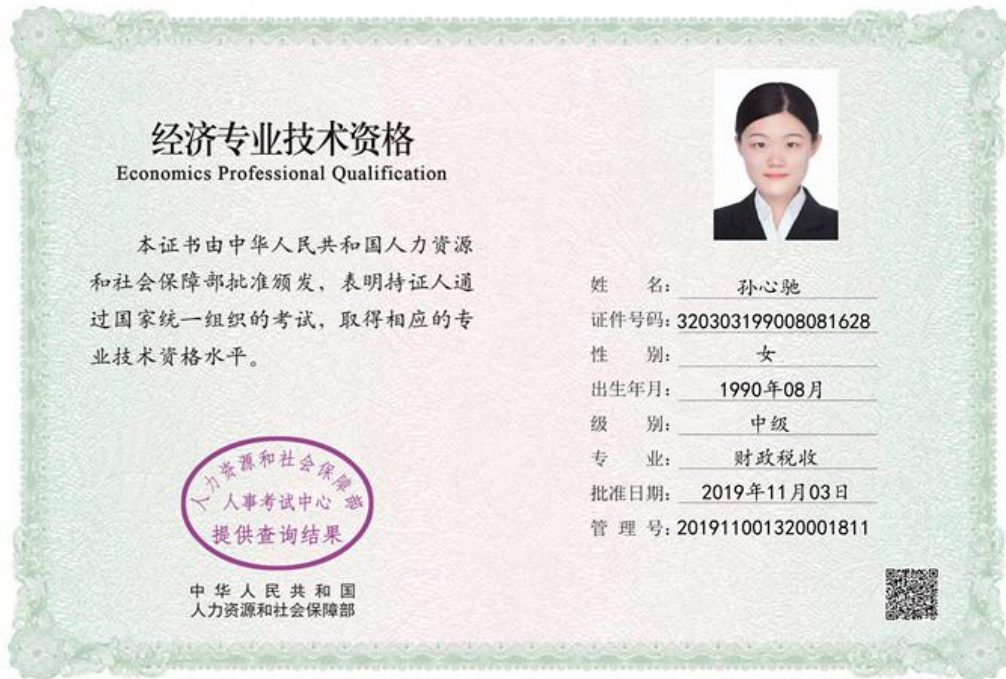 经济专业技术资格
Economics Professional Qualification
本证书由中华人民共和国人力资源
和社会保障部批准颁发，表明持证人通
过国家统一组织的考试，取得相应的专
业技术资格水平。
人力资源和社会保障部
人事考试中心
提供查询结果
中华人民共和国
人力资源和社会保障部
姓 名：孙心驰
证件号码：320303199008081628
性 别：女
出生年月：1990年08月
级 别：中级
专 业：财政税收
批准日期：2019年11月03日
管 理 号：201911001320001811